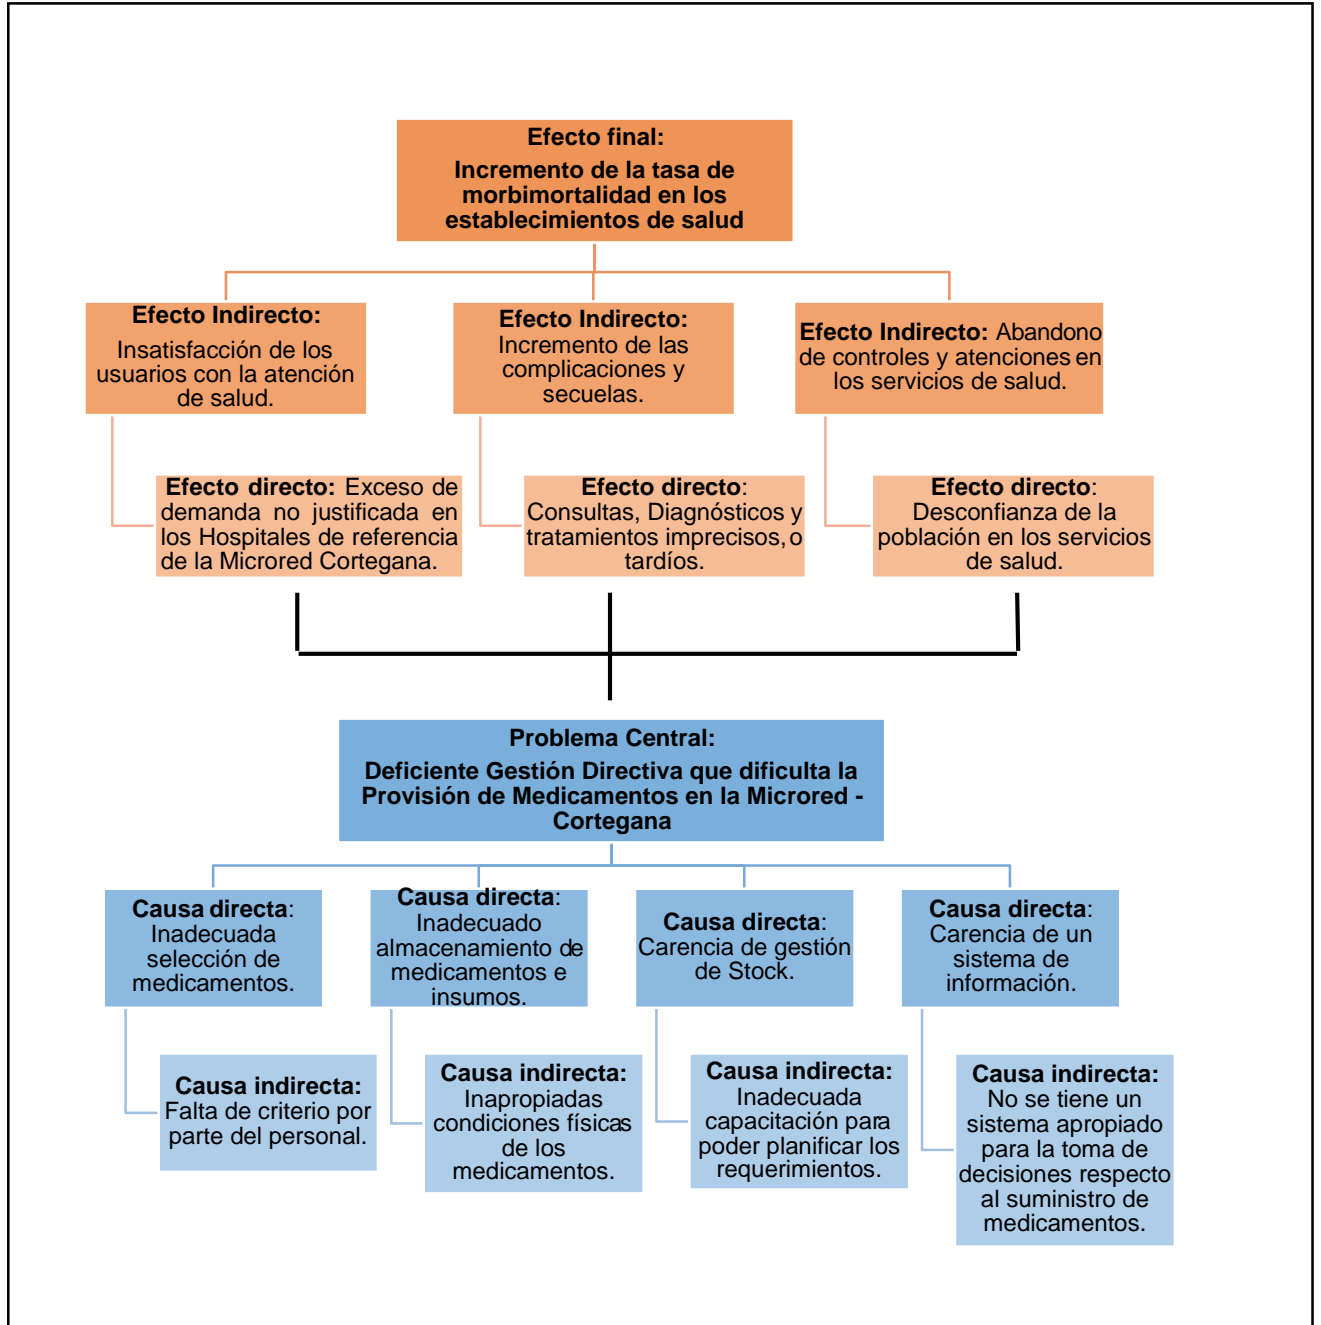 Efecto final:
Incremento de la tasa de
morbimortalidad en los
establecimientos de salud
Efecto Indirecto:
Insatisfacción de los
usuarios con la atención
de salud.
Efecto Indirecto:
Incremento de las
complicaciones y
secuelas.
Efecto Indirecto: Abandono
de controles y atenciones en
los servicios de salud.
Efecto directo: Exceso de
demanda no justificada en
los Hospitales de referencia
de la Microred Cortegana.
Efecto directo:
Consultas, Diagnósticos y
tratamientos imprecisos, o
tardíos.
Efecto directo:
Desconfianza de la
población en los servicios
de salud.
Problema Central:
Deficiente Gestión Directiva que dificulta la
Provisión de Medicamentos en la Microred -
Cortegana
Causa directa:
Inadecuada
selección de
medicamentos.
Causa directa:
Inadecuado
almacenamiento de
medicamentos e
insumos.
Causa directa:
Carencia de gestión
de Stock.
Causa directa:
Carencia de un
sistema de
información.
Causa indirecta:
Falta de criterio por
parte del personal.
Causa indirecta:
Inapropiadas
condiciones físicas
de los
medicamentos.
Causa indirecta:
Inadecuada
capacitación para
poder planificar los
requerimientos.
Causa indirecta:
No se tiene un
sistema apropiado
para la toma de
decisiones respecto
al suministro de
medicamentos.